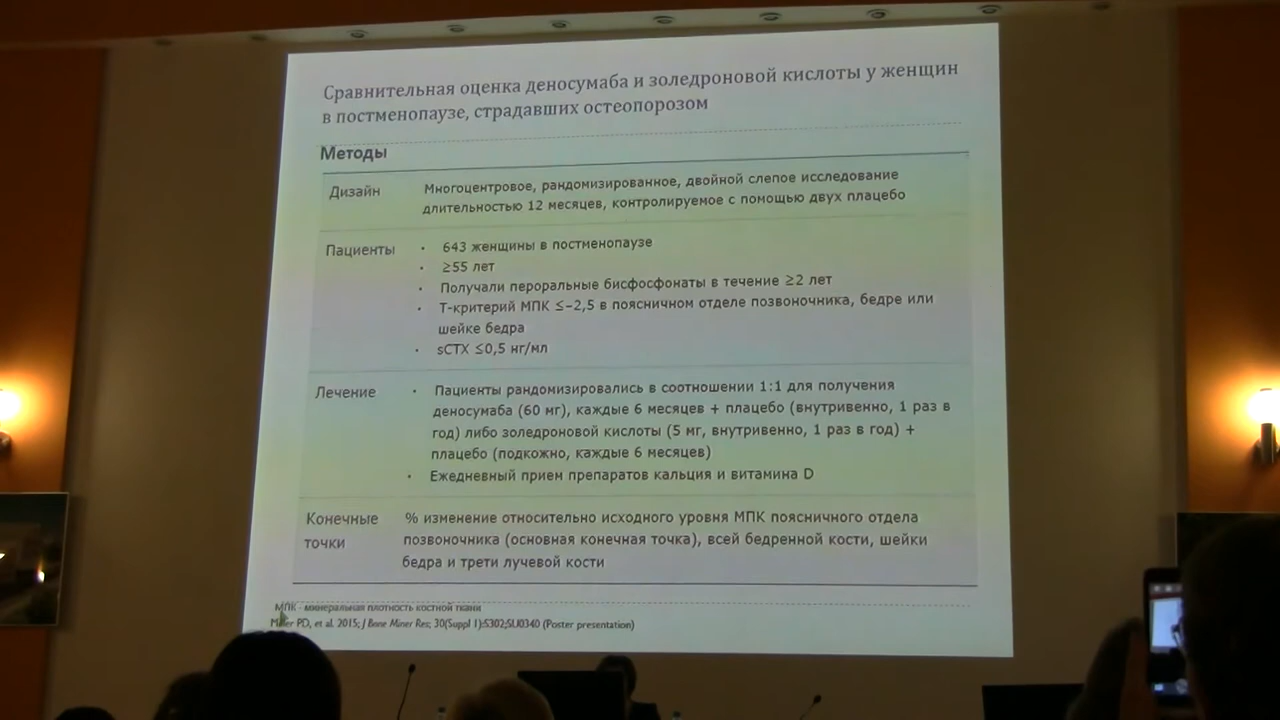 Сравнительная оценка деносумаба и золедроновой кислоты у женщин
в постменопаузе, страдавших остеопорозом
Методы
Дизайн
Многоцентровое, рандомизированное, двойной слепое исследование
длительностью 12 месяцев, контролируемое с помощью двух плацебо
Пациенты
• 643 женщины в постменопаузе
• ≥55 лет
• Получали пероральные бисфосфонаты в течение ≥2 лет
• Т-критерий МПК ≤–2,5 в поясничном отделе позвоночника, бедре или
шейке бедра
• sCTX ≤0,5 нг/мл
Лечение
• Пациенты рандомизировались в соотношении 1:1 для получения
деносумаба (60 мг), каждые 6 месяцев + плацебо (внутривенно, 1 раз в
год) либо золедроновой кислоты (5 мг, внутривенно, 1 раз в год) +
плацебо (подкожно, каждые 6 месяцев)
• Ежедневный прием препаратов кальция и витамина D
Конечные
точки
% изменение относительно исходного уровня МПК поясничного отдела
позвоночника (основная конечная точка), всей бедренной кости, шейки
бедра и трети лучевой кости
МПК - минеральная плотность костной ткани
Miller PD, et al. 2015; J Bone Miner Res; 30(Suppl 1):S302;SU0340 (Poster presentation)